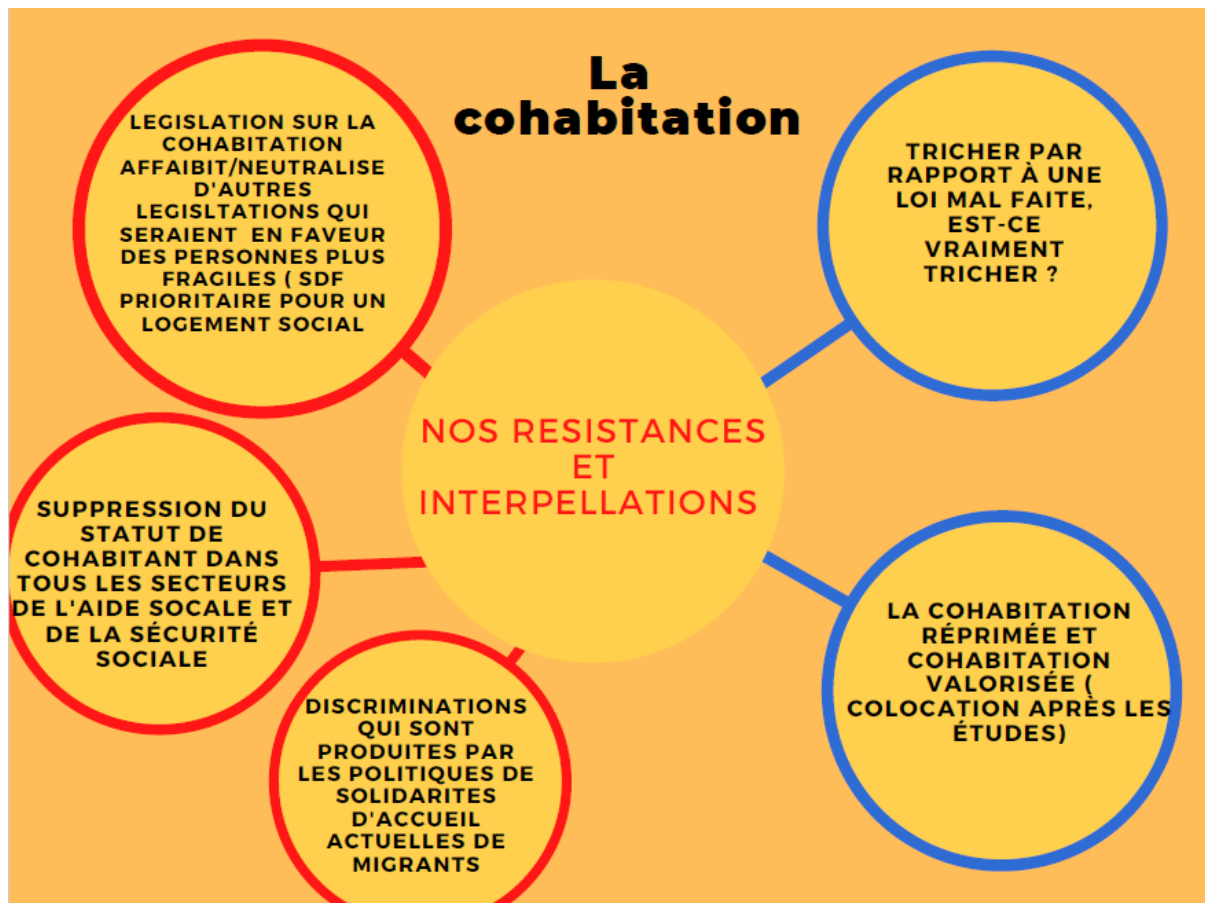 La
cohabitation
LEGISLATION SUR LA
COHABITATION
AFFAIBIT/NEUTRALISE
D'AUTRES
LEGISLTATIONS QUI
SERAIENT EN FAVEUR
DES PERSONNES PLUS
FRAGILES ( SDF
PRIORITAIRE POUR UN
LOGEMENT SOCIAL
TRICHER PAR
RAPPORT À UNE
LOI MAL FAITE,
EST-CE
VRAIMENT
TRICHER ?
NOS RESISTANCES
ET
INTERPELLATIONS
SUPPRESSION DU
STATUT DE
COHABITANT DANS
TOUS LES SECTEURS
DE L'AIDE SOCALE ET
DE LA SÉCURITÉ
SOCIALE
LA COHABITATION
RÉPRIMÉE ET
COHABITATION
VALORISÉE (
COLOCATION APRÈS LES
ÉTUDES)
DISCRIMINATIONS
QUI SONT
PRODUITES PAR
LES POLITIQUES DE
SOLIDARITES
D'ACCUEIL
ACTUELLES DE
MIGRANTS